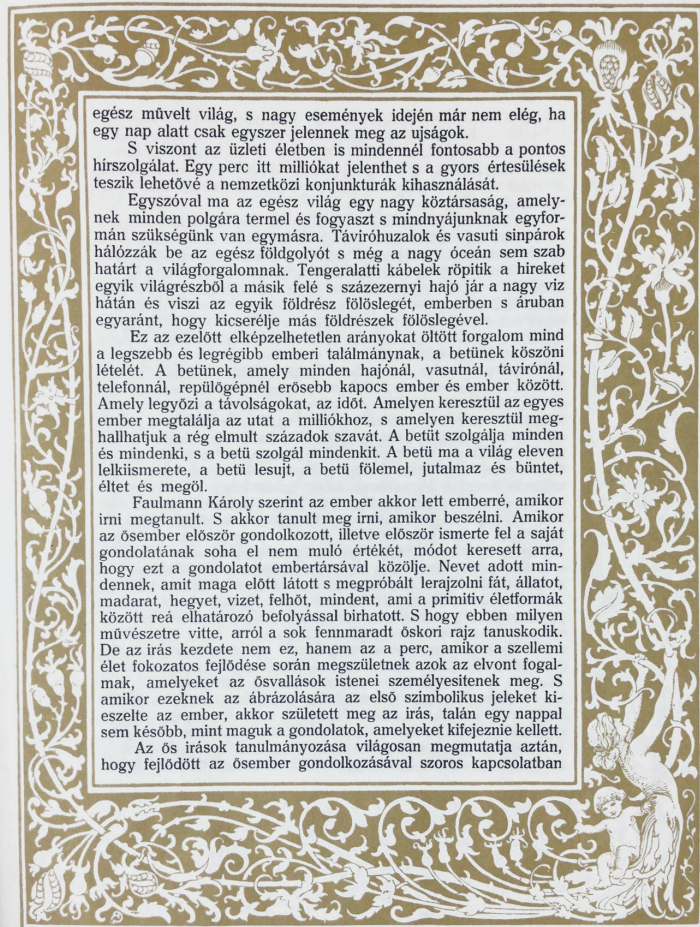 egész művelt világ, s nagy események idején már nem elég, ha
egy nap alatt csak egyszer jelennek meg az ujságok.
S viszont az üzleti életben is mindennél fontosabb a pontos
hírszolgálat. Egy perc itt milliókat jelenthet s a gyors értesülések
teszik lehetővé a nemzetközi konjunkturák kihasználását.
Egyszóval ma az egész világ egy nagy köztársaság, amely-
nek minden polgára termel és fogyaszt s mindnyájunknak egyfor-
mán szükségünk van egymásra. Táviróhuzalok és vasuti sinpárok
hálózzák be az egész földgolyót s még a nagy óceán sem szab
határt a világforgalomnak. Tengeralatti kábelek röpitik a hireket
egyik világrészből a másik felé s százezernyi hajó jár a nagy viz
hátán és viszi az egyik földrész fölöslegét, emberben s áruban
egyaránt, hogy kicserélje más földrészek fölöslegével.
Ez az ezelőtt elképzelhetetlen arányokat öltött forgalom mind
a legszebb és legrégibb emberi találmánynak, a betünek köszöni
lételét. A betünek, amely minden hajónál, vasutnál, távirónál,
telefonnál, repülőgépnél erősebb kapocs ember és ember között.
Amely legyőzi a távolságokat, az időt. Amelyen keresztül az egyes
ember megtalálja az utat a milliókhoz, s amelyen keresztül meg-
hallhatjuk a rég elmult századok szavát. A betüt szolgálja minden
és mindenki, s a betü szolgál mindenkit. A betü ma a világ eleven
lelkiismerete, a betü lesujt, a betü fölemel, jutalmaz és büntet,
éltet és megöl.
Faulmann Károly szerint az ember akkor lett emberré, amikor
irni megtanult. S akkor tanult meg irni, amikor beszélni. Amikor
az ősember először gondolkozott, illetve először ismerte fel a saját
gondolatának soha el nem muló értékét, módot keresett arra,
hogy ezt a gondolatot embertársával közölje. Nevet adott min-
dennek, amit maga előtt látott s megpróbált lerajzolni fát, állatot,
madarat, hegyet, vizet, felhőt, mindent, ami a primitiv életformák
között reá elhatározó befolyással birhatott. S hogy ebben milyen
művészetre vitte, arról a sok fennmaradt őskori rajz tanuskodik.
De az irás kezdete nem ez, hanem az a perc, amikor a szellemi
élet fokozatos fejlődése során megszületnek azok az elvont fogal-
mak, amelyeket az ősvallások istenei személyesitenek meg. S
amikor ezeknek az ábrázolására az első szimbolikus jeleket ki-
eszelte az ember, akkor született meg az irás, talán egy nappal
sem később, mint maguk a gondolatok, amelyeket kifejeznie kellett.
Az ős irások tanulmányozása világosan megmutatja aztán,
hogy fejlődött az ősember gondolkozásával szoros kapcsolatban